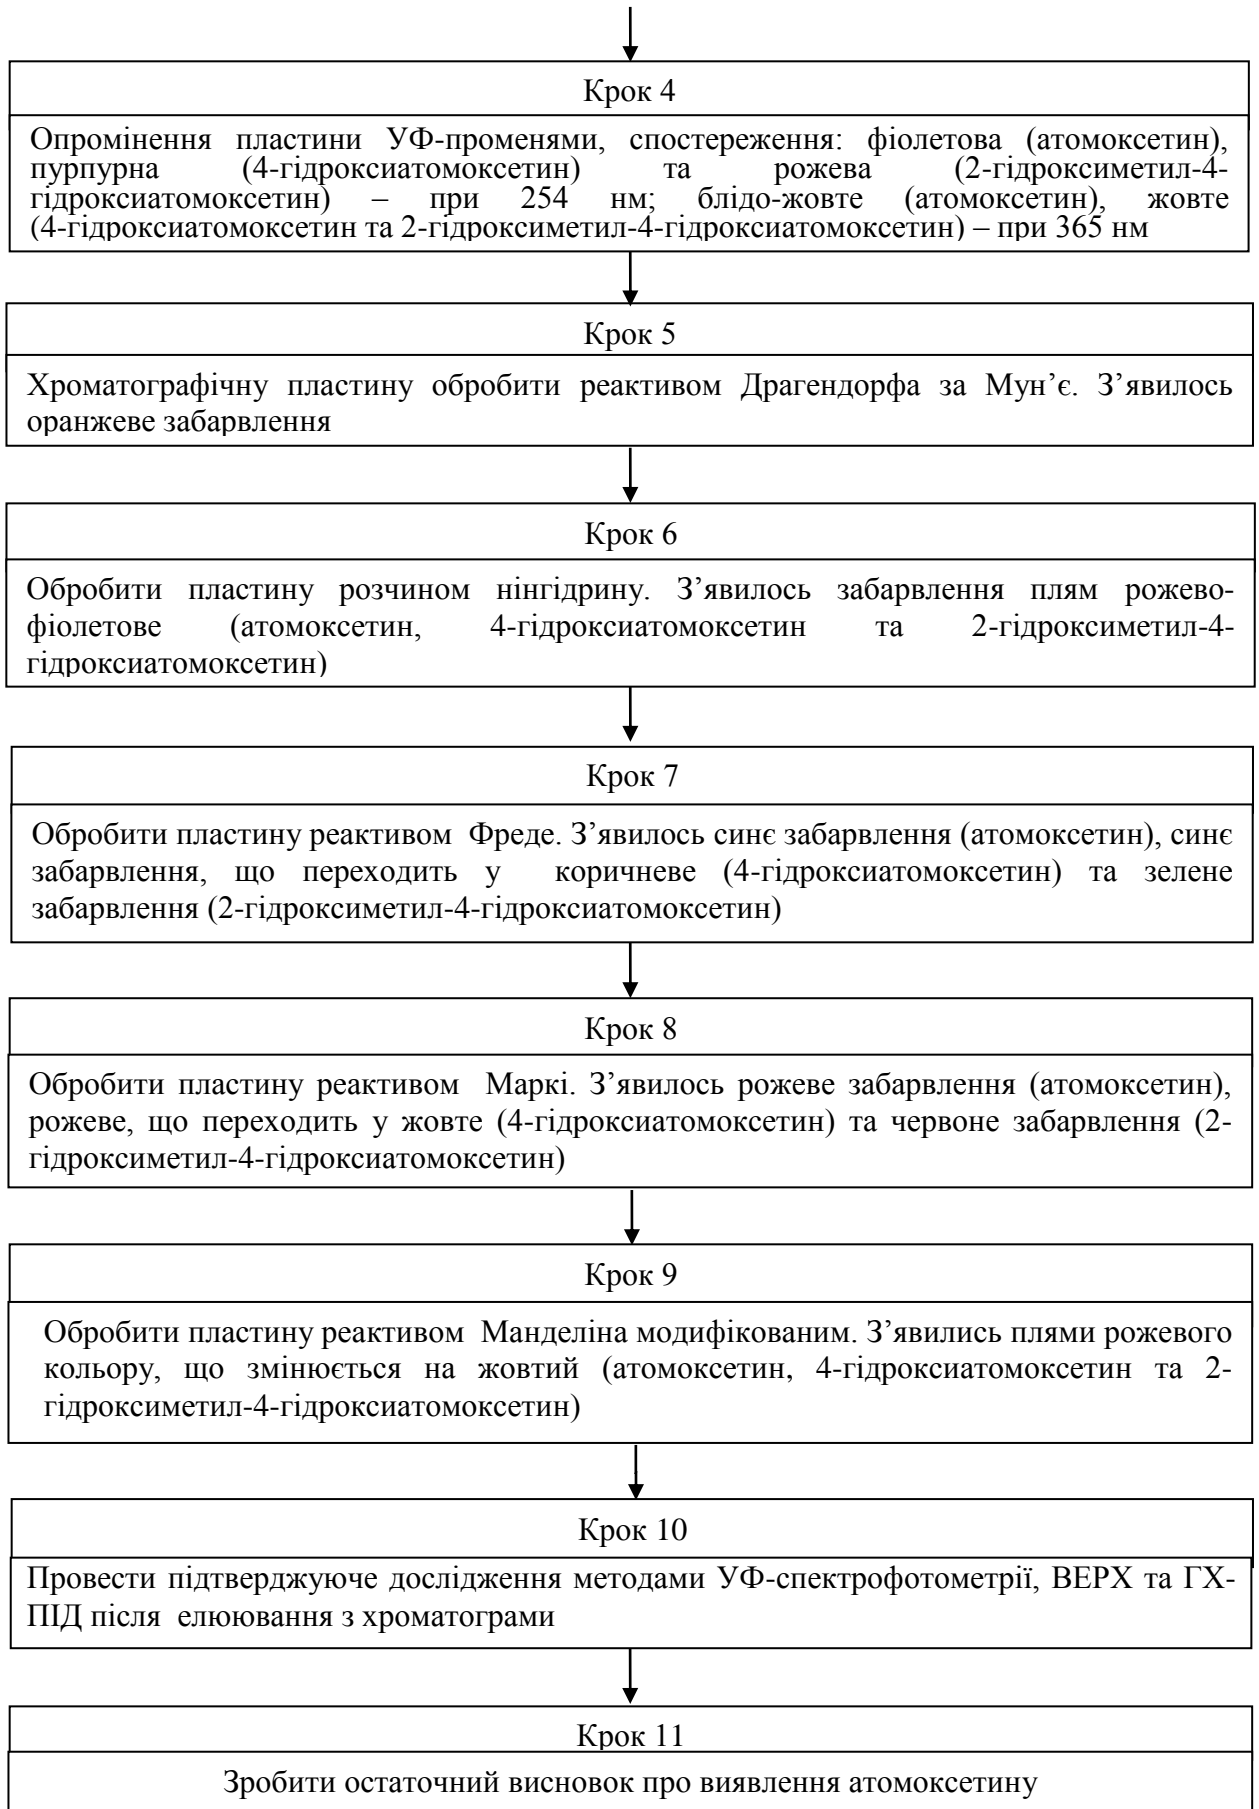 Крок 4
Опромінення пластини УФ-променями, спостереження: фіолетова (атомоксетин),
пурпурна (4-гідроксиатомоксетин) та рожева (2-гідроксиметил-4-
гідроксиатомоксетин) – при 254 нм; блідо-жовте (атомоксетин), жовте
(4-гідроксиатомоксетин та 2-гідроксиметил-4-гідроксиатомоксетин) – при 365 нм
Крок 5
Хроматографічну пластину обробити реактивом Драгендорфа за Мун’є. З’явилось
оранжеве забарвлення
Крок 6
Обробити пластину розчином нінгідрину. З’явилось забарвлення плям рожево-
фіолетове (атомоксетин, 4-гідроксиатомоксетин та 2-гідроксиметил-4-
гідроксиатомоксетин)
Крок 7
Обробити пластину реактивом Фреде. З’явилось синє забарвлення (атомоксетин), синє
забарвлення, що переходить у коричневе (4-гідроксиатомоксетин) та зелене
забарвлення (2-гідроксиметил-4-гідроксиатомоксетин)
Крок 8
Обробити пластину реактивом Маркі. З’явилось рожеве забарвлення (атомоксетин),
рожеве, що переходить у жовте (4-гідроксиатомоксетин) та червоне забарвлення (2-
гідроксиметил-4-гідроксиатомоксетин)
Крок 9
Обробити пластину реактивом Манделіна модифікованим. З’явились плями рожевого
кольору, що змінюється на жовтий (атомоксетин, 4-гідроксиатомоксетин та 2-
гідроксиметил-4-гідроксиатомоксетин)
Крок 10
Провести підтверджуюче дослідження методами УФ-спектрофотометрії, ВЕРХ та ГХ-
ПІД після елюювання з хроматограми
Крок 11
Зробити остаточний висновок про виявлення атомоксетину